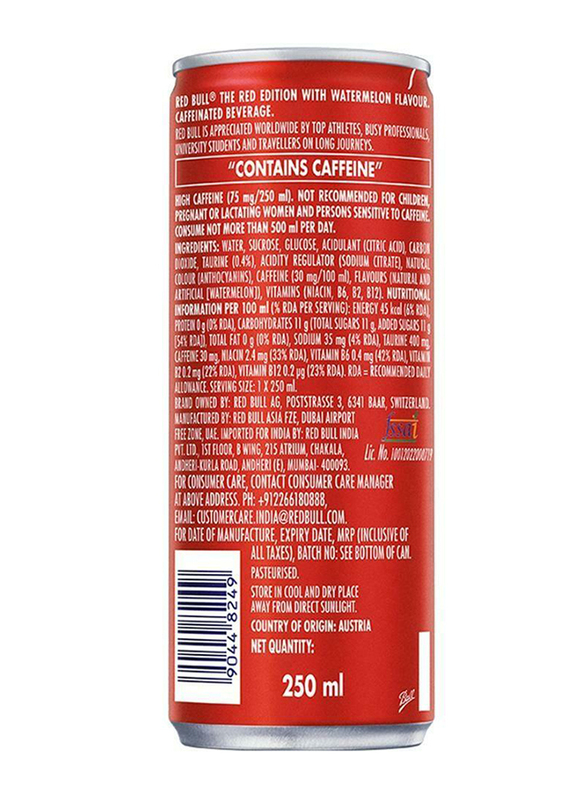 RED BULL® THE RED EDITION WITH WATERMELON FLAVOUR.
CAFFEINATED BEVERAGE.
RED BULL IS APPRECIATED WORLDWIDE BY TOP ATHLETES, BUSY PROFESSIONALS,
UNIVERSITY STUDENTS AND TRAVELLERS ON LONG JOURNEYS.
"CONTAINS CAFFEINE"
HIGH CAFFEINE (75 mg/250 ml). NOT RECOMMENDED FOR CHILDREN,
PREGNANT OR LACTATING WOMEN AND PERSONS SENSITIVE TO CAFFEINE.
CONSUME NOT MORE THAN 500 ml PER DAY.
INGREDIENTS: WATER, SUCROSE, GLUCOSE, ACIDULANT (CITRIC ACID), CARBON
DIOXIDE, TAURINE (0.4%), ACIDITY REGULATOR (SODIUM CITRATE), NATURAL
COLOUR (ANTHOCYANINS), CAFFEINE (30 mg/100 ml), FLAVOURS (NATURAL AND
ARTIFICIAL [WATERMELON]), VITAMINS (NIACIN, B6, B2, B12). NUTRITIONAL
INFORMATION PER 100 ml (% RDA PER SERVING): ENERGY 45 kcal (6% RDA),
PROTEIN 0 g (0% RDA), CARBOHYDRATES 11 g (TOTAL SUGARS 11 g, ADDED SUGARS 11 g
[54% RDA]), TOTAL FAT 0 g (0% RDA), SODIUM 35 mg (4% RDA), TAURINE 400 mg,
CAFFEINE 30 mg, NIACIN 2.4 mg (33% RDA), VITAMIN B6 0.4 mg (42% RDA), VITAMIN
B2 0.2 mg (22% RDA), VITAMIN B12 0.2 µg (23% RDA). RDA = RECOMMENDED DAILY
ALLOWANCE. SERVING SIZE: 1 X 250 ml.
BRAND OWNED BY: RED BULL AG, POSTSTRASSE 3, 6341 BAAR, SWITZERLAND.
MANUFACTURED BY: RED BULL ASIA FZE, DUBAI AIRPORT
FREE ZONE, UAE. IMPORTED FOR INDIA BY: RED BULL INDIA
PVT. LTD., 1ST FLOOR, B WING, 215 ATRIUM, CHAKALA,
ANDHERI-KURLA ROAD, ANDHERI (E), MUMBAI- 400093.
fssai
Lic. No. 10012022000719
FOR CONSUMER CARE, CONTACT CONSUMER CARE MANAGER
AT ABOVE ADDRESS. PH: +912266180888,
EMAIL: CUSTOMERCARE.INDIA@REDBULL.COM.
FOR DATE OF MANUFACTURE, EXPIRY DATE, MRP (INCLUSIVE OF
ALL TAXES), BATCH NO: SEE BOTTOM OF CAN.
PASTEURISED.
STORE IN COOL AND DRY PLACE
AWAY FROM DIRECT SUNLIGHT.
COUNTRY OF ORIGIN: AUSTRIA
NET QUANTITY:
250 ml
9044 8249
Ball